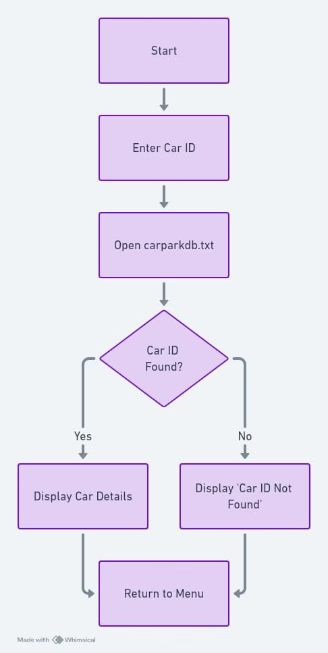 Start
Enter Car ID
Open carparkdb.txt
Car ID
Found?
Yes
No
Display Car Details
Display 'Car ID Not
Found'
Return to Menu
Made with Whimsical